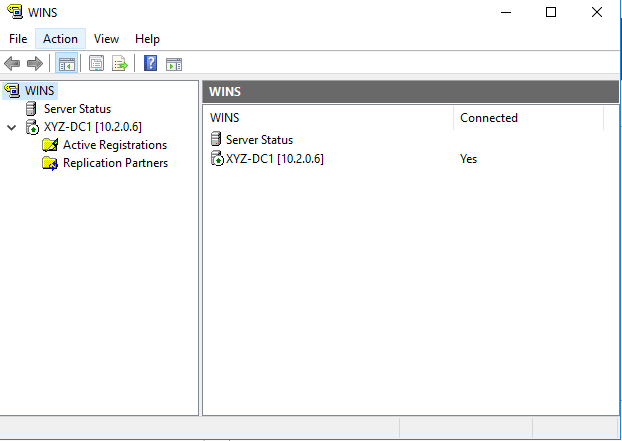 WINS
File Action View Help
WINS
Server Status
XYZ-DC1 [10.2.0.6]
Active Registrations
Replication Partners
WINS
WINS Connected
Server Status
XYZ-DC1 [10.2.0.6] Yes